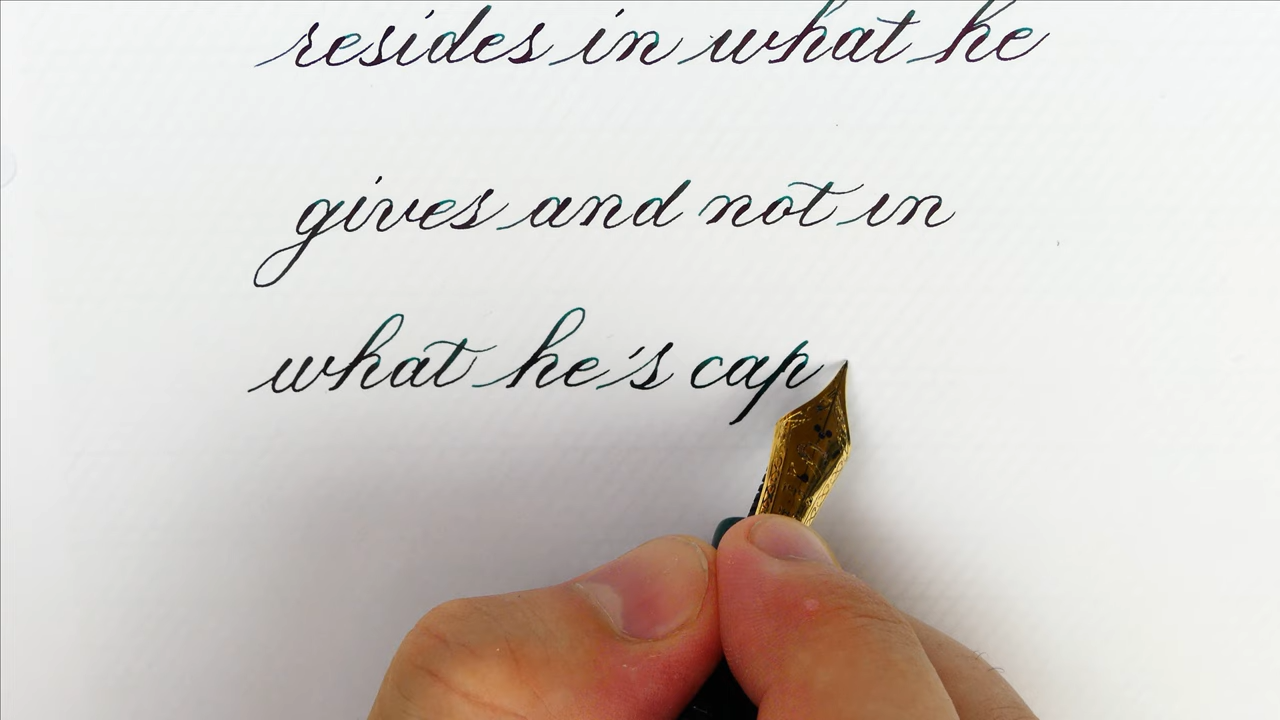 resides in what he
gives and not in
what he's cap